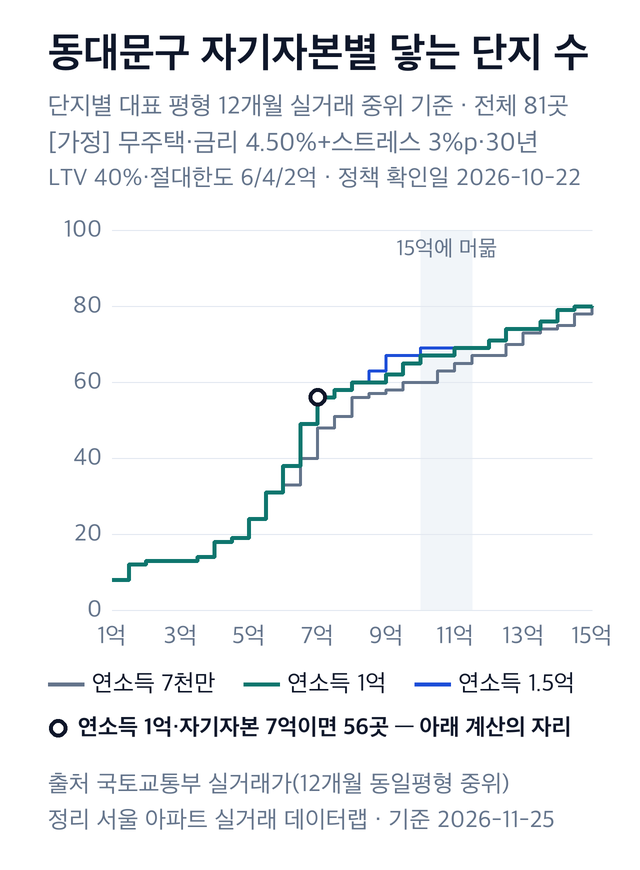 동대문구 자기자본별 닿는 단지 수
단지별 대표 평형 12개월 실거래 중위 기준 · 전체 81곳
[가정] 무주택·금리 4.50%+스트레스 3%p·30년
LTV 40%·절대한도 6/4/2억 · 정책 확인일 2026-10-22
100
15억에 머묾
80
60
40
20
0
1억 3억 5억 7억 9억 11억 13억 15억
연소득 7천만 연소득 1억 연소득 1.5억
연소득 1억·자기자본 7억이면 56곳 — 아래 계산의 자리
출처 국토교통부 실거래가(12개월 동일평형 중위)
정리 서울 아파트 실거래 데이터랩 · 기준 2026-11-25